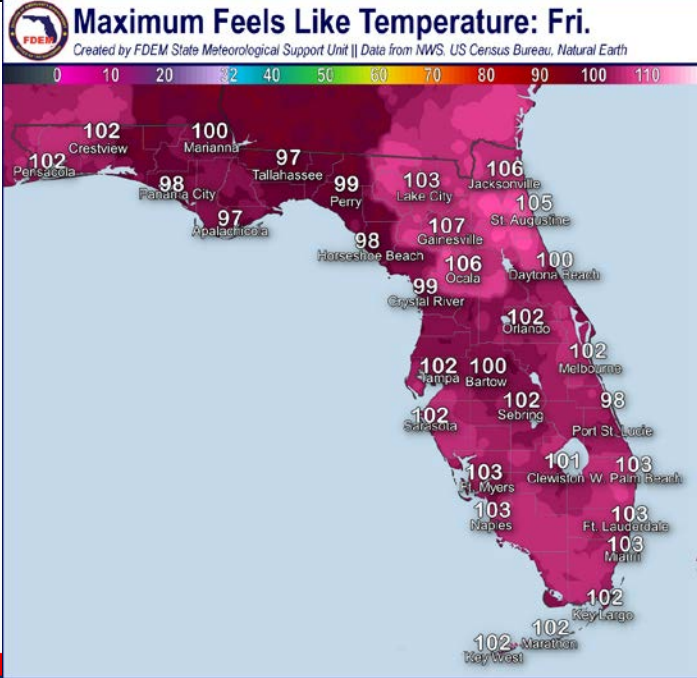 FDEM
Maximum Feels Like Temperature: Fri.
Created by FDEM State Meteorological Support Unit || Data from NWS, US Census Bureau, Natural Earth
0 10 20 32 40 50 60 70 80 90 100 110
102
Crestview
100
Marianna
102
Pensacola
97
Tallahassee
98
Panama City
99
Perry
103
Lake City
106
Jacksonville
105
St. Augustine
97
Apalachicola
107
Gainesville
98
Horseshoe Beach
106
Ocala
100
Daytona Beach
99
Crystal River
102
Orlando
102
Melbourne
102
Tampa
100
Bartow
102
Sebring
98
Port St. Lucie
102
Sarasota
101
Clewiston
103
W. Palm Beach
103
Ft. Myers
103
Naples
103
Ft. Lauderdale
103
Miami
102
Key Largo
102
Marathon
102
Key West